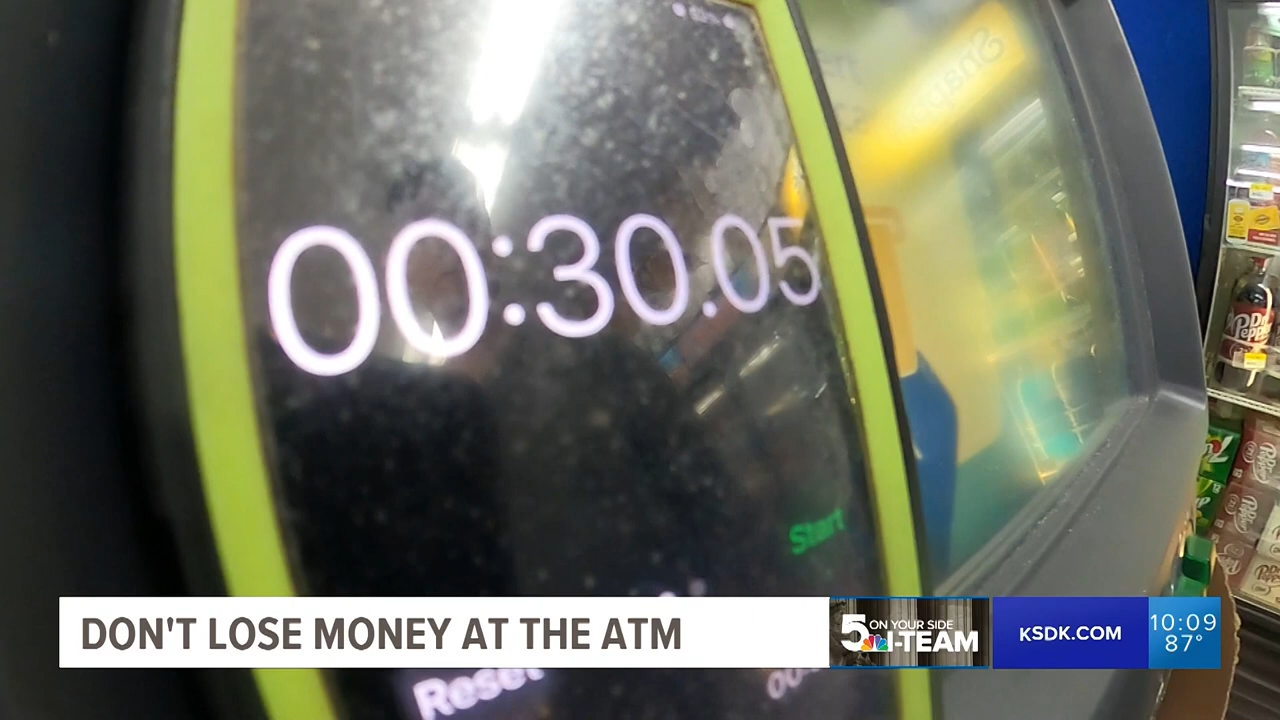 00:30.05
Start
Reset
Dr Pepper
DON'T LOSE MONEY AT THE ATM
5 ON YOUR SIDE
I-TEAM
KSDK.COM
10:09
87°